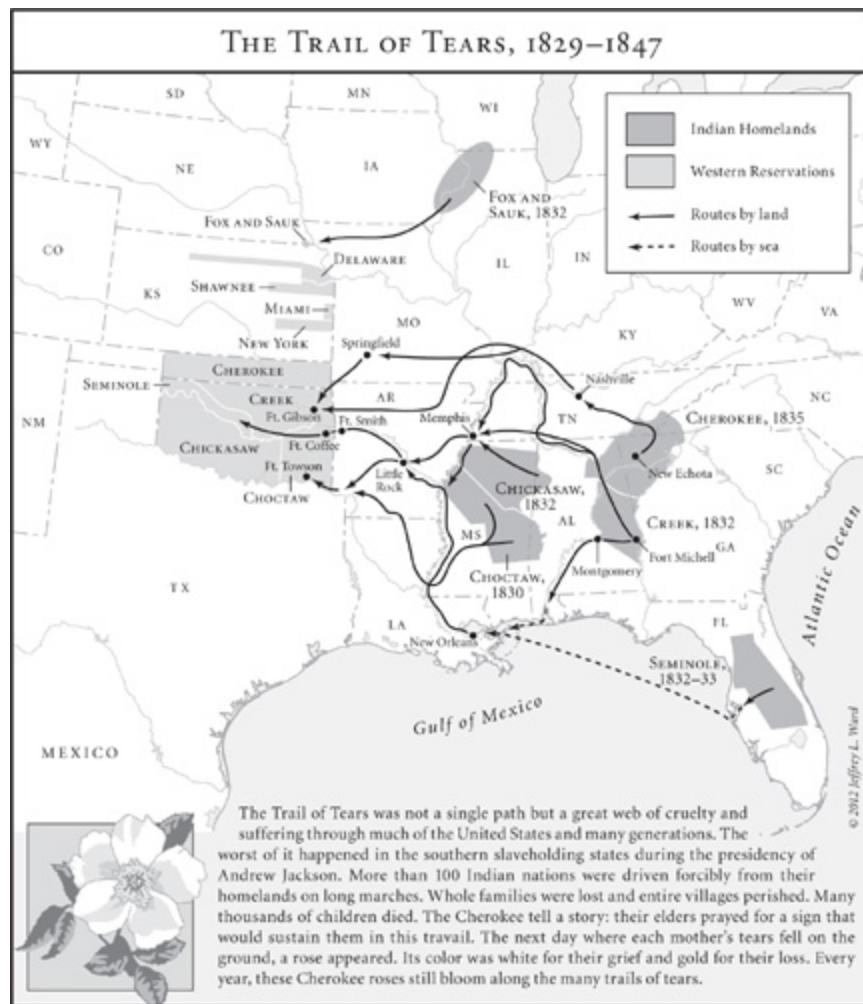 THE TRAIL OF TEARS, 1829–1847
SD
MN
WI
WY
NE
IA
Indian Homelands
Western Reservations
Routes by land
Routes by sea
FOX AND
SAUK, 1832
FOX AND SAUK
CO
DELAWARE
IL
IN
KS
SHAWNEE
MIAMI
NEW YORK
MO
WV
VA
KY
Springfield
CHEROKEE
SEMINOLE
Nashville
NM
CREEK
AR
Ft. Gibson
Ft. Smith
Memphis
TN
NC
CHEROKEE, 1835
Ft. Coffee
CHICKASAW
Ft. Towson
CHOCTAW
Little
Rock
New Echota
SC
CHICKASAW,
1832
AL
MS
CREEK, 1832
GA
Fort Michell
Montgomery
CHOCTAW,
1830
TX
LA
New Orleans
FL
SEMINOLE,
1832–33
Atlantic Ocean
Gulf of Mexico
MEXICO
© 2012 Jeffrey L. Ward
The Trail of Tears was not a single path but a great web of cruelty and
suffering through much of the United States and many generations. The
worst of it happened in the southern slaveholding states during the presidency of
Andrew Jackson. More than 100 Indian nations were driven forcibly from their
homelands on long marches. Whole families were lost and entire villages perished. Many
thousands of children died. The Cherokee tell a story: their elders prayed for a sign that
would sustain them in this travail. The next day where each mother's tears fell on the
ground, a rose appeared. Its color was white for their grief and gold for their loss. Every
year, these Cherokee roses still bloom along the many trails of tears.